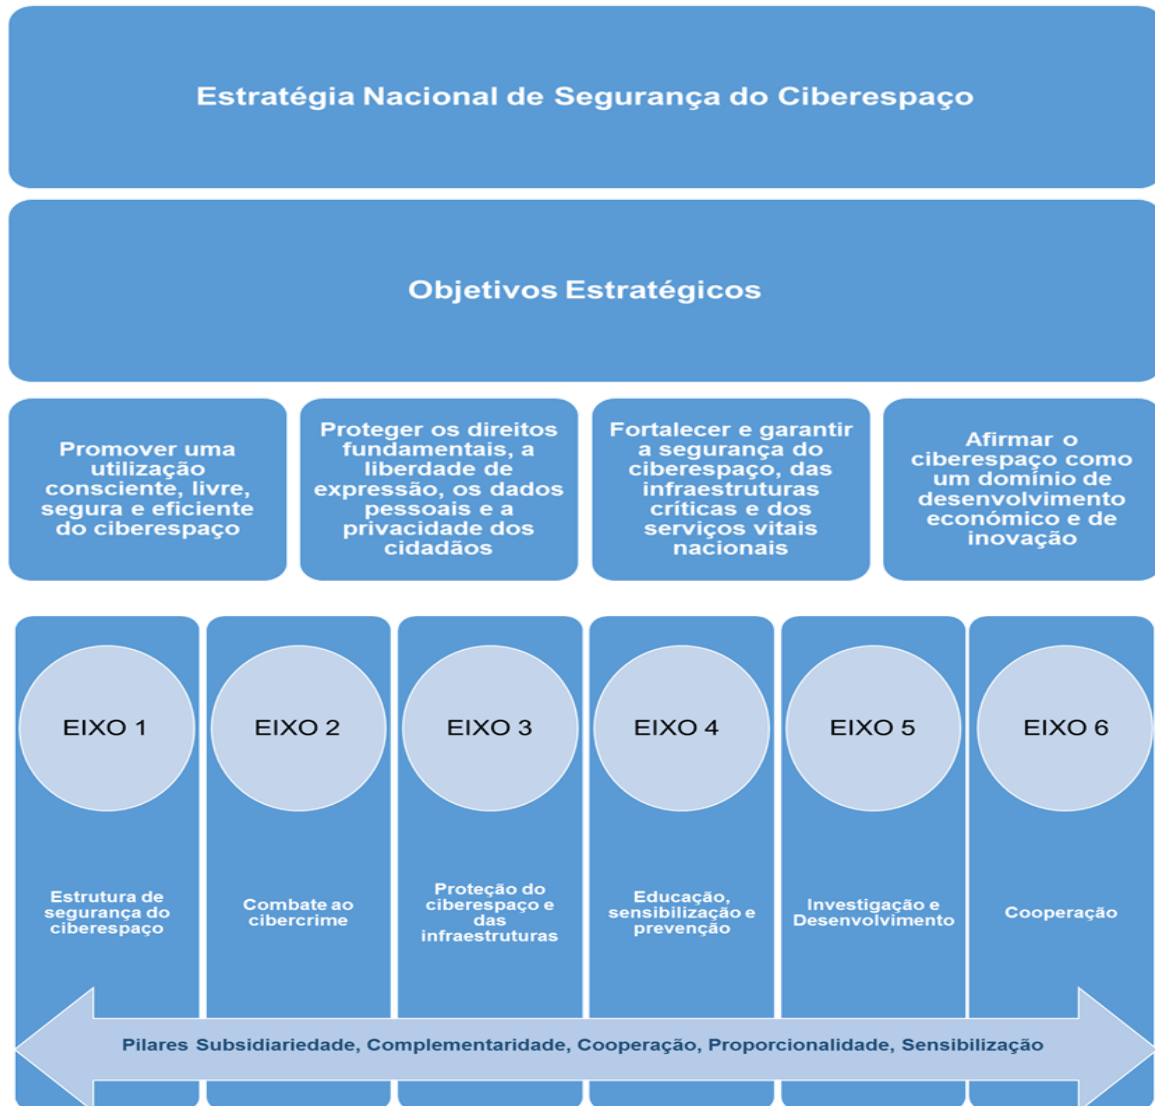 Estratégia Nacional de Segurança do Ciberespaço
Objetivos Estratégicos
Promover uma
utilização
consciente, livre,
segura e eficiente
do ciberespaço
Proteger os direitos
fundamentais, a
liberdade de
expressão, os dados
pessoais e a
privacidade dos
cidadãos
Fortalecer e garantir
a segurança do
ciberespaço, das
infraestruturas
críticas e dos
serviços vitais
nacionais
Afirmar o
ciberespaço como
um domínio de
desenvolvimento
económico e de
inovação
EIXO 1
Estrutura de
segurança do
ciberespaço
EIXO 2
Combate ao
cibercrime
EIXO 3
Proteção do
ciberespaço e
das
infraestruturas
EIXO 4
Educação,
sensibilização e
prevenção
EIXO 5
Investigação e
Desenvolvimento
EIXO 6
Cooperação
Pilares Subsidiariedade, Complementaridade, Cooperação, Proporcionalidade, Sensibilização